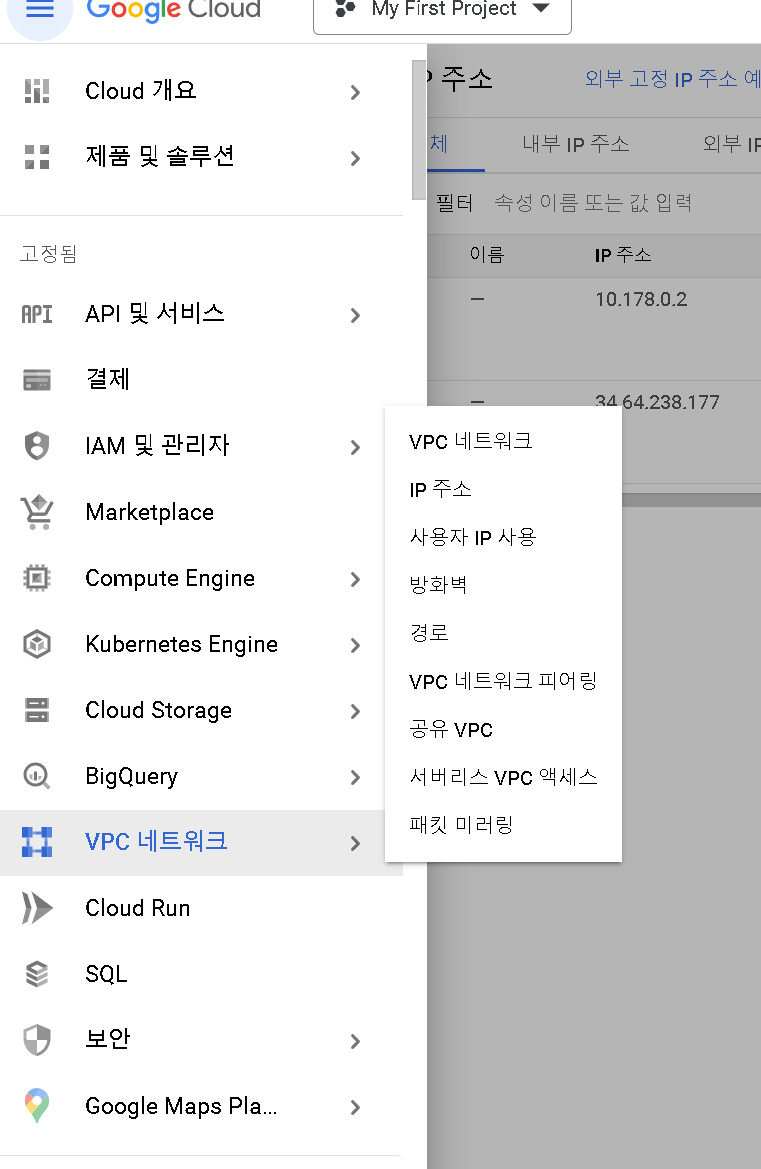 Google Cloud
My First Project
Cloud 개요
제품 및 솔루션
고정됨
API API 및 서비스
결제
IAM 및 관리자
Marketplace
Compute Engine
Kubernetes Engine
Cloud Storage
BigQuery
VPC 네트워크
Cloud Run
SQL
보안
Google Maps Pla...
VPC 네트워크
IP 주소
사용자 IP 사용
방화벽
경로
VPC 네트워크 피어링
공유 VPC
서버리스 VPC 액세스
패킷 미러링
P 주소 외부 고정 IP 주소 예
체 내부 IP 주소 외부 IP
필터 속성 이름 또는 값 입력
이름 IP 주소
— 10.178.0.2
— 34.64.238.177